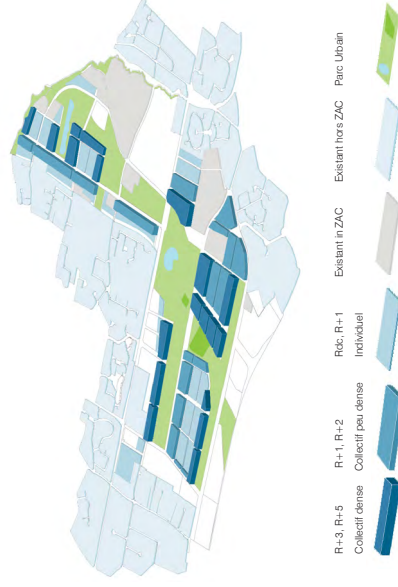 R+3, R+5
Collectif dense
R+1, R+2
Collectif peu dense
Rdc, R+1
Individuel
Existant in ZAC
Existant hors ZAC
Parc Urbain